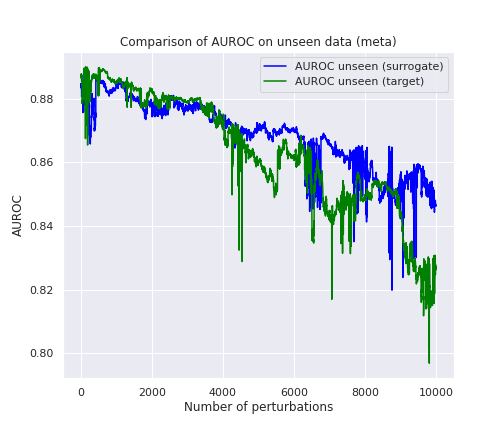 Comparison of AUROC on unseen data (meta)
AUROC unseen (surrogate)
AUROC unseen (target)
0.88
0.86
0.84
0.82
0.80
AUROC
0
2000
4000
6000
8000
10000
Number of perturbations